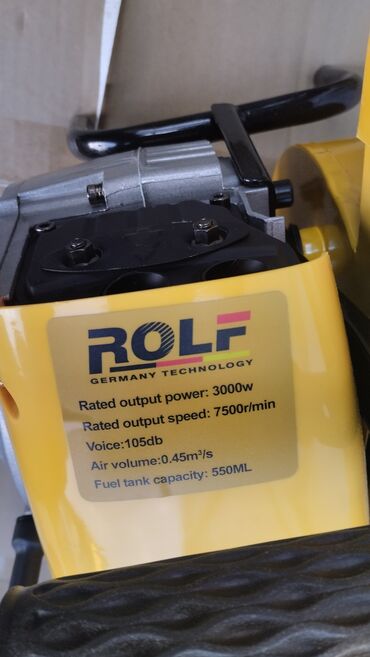 ROLF
GERMANY TECHNOLOGY
Rated output power: 3000w
Rated output speed: 7500r/min
Voice:105db
Air volume:0.45m³/s
Fuel tank capacity: 550ML